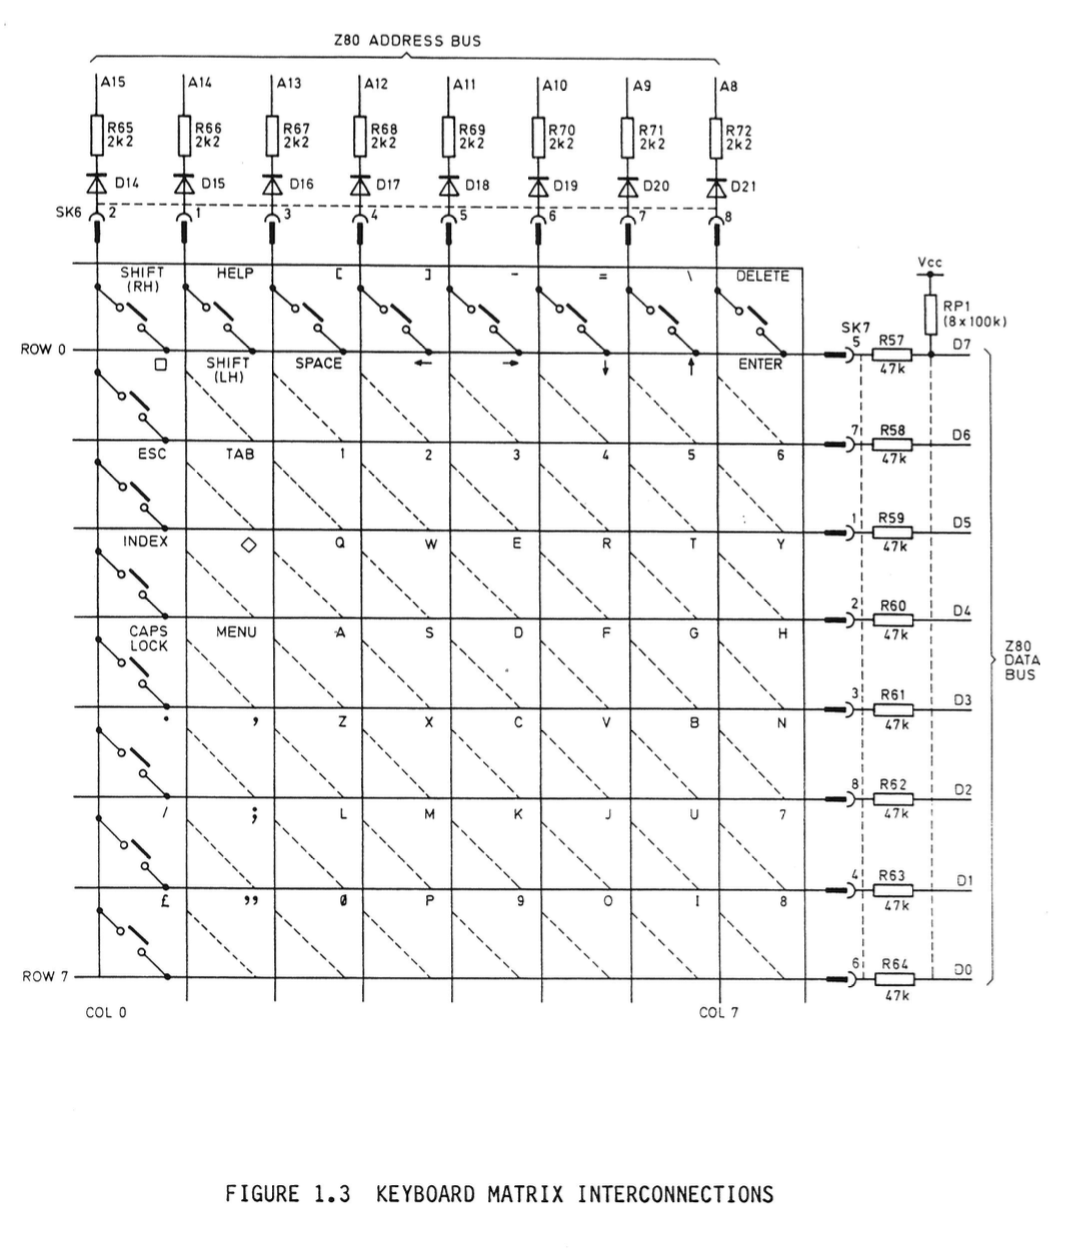 Z80 ADDRESS BUS
A15 A14 A13 A12 A11 A10 A9 A8
R65 R66 R67 R68 R69 R70 R71 R72
2k2 2k2 2k2 2k2 2k2 2k2 2k2 2k2
D14 D15 D16 D17 D18 D19 D20 D21
SK6 2 1 3 4 5 6 7 8
SHIFT (RH) HELP [ ] - = \ DELETE
Vcc
RP1
(8x100k)
SK7
ROW 0 5 R57 D7
47k
□ SHIFT (LH) SPACE ← → ↓ ↑ ENTER
7 R58 D6
47k
ESC TAB 1 2 3 4 5 6
1 R59 D5
47k
INDEX ◇ Q W E R T Y
2 R60 D4
47k
CAPS LOCK MENU A S D F G H
Z80
DATA
BUS
3 R61 D3
47k
. , Z X C V B N
8 R62 D2
47k
/ ; L M K J U 7
4 R63 D1
47k
£ " 0 P 9 O I 8
ROW 7 6 R64 D0
47k
COL 0 COL 7
FIGURE 1.3 KEYBOARD MATRIX INTERCONNECTIONS